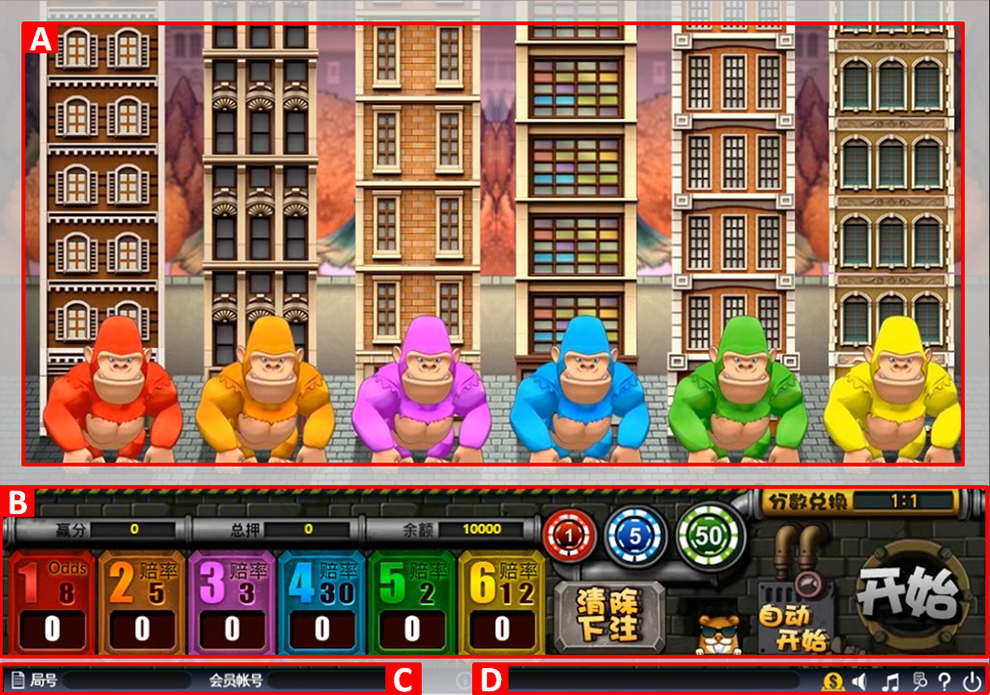 A
B
分数兑换 1:1
赢分 0 总押 0 余额 10000
1 5 50
1 Odds 8 0
2 赔率 5 0
3 赔率 3 0
4 赔率 30 0
5 赔率 2 0
6 赔率 12 0
清除
下注
自动
开始
开始
局号 会员帐号 C D $ ?